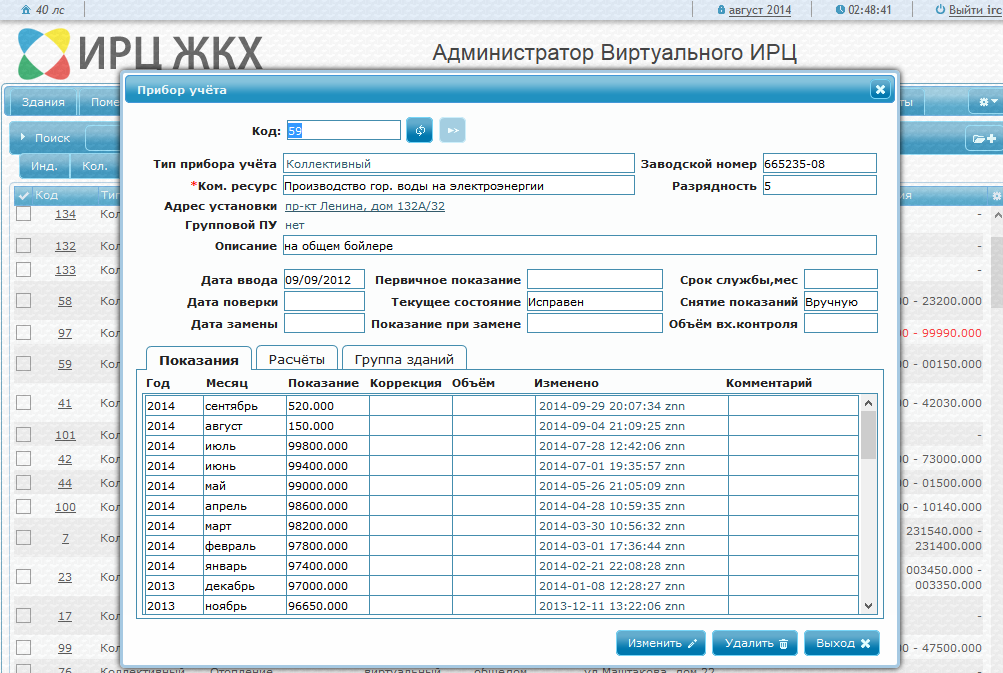 40 лс август 2014 02:48:41 Выйти irc
ИРЦ ЖКХ Администратор Виртуального ИРЦ
Прибор учёта
Здания
Поиск
Инд. Кол.
Код
134
132
133
58 - 23200.000
97 - 99990.000
59 - 00150.000
41 - 42030.000
101
42 - 73000.000
44 - 01500.000
100 - 10140.000
7 231540.000 - 231400.000
23 003450.000 - 003350.000
17
99 - 47500.000
76 Коллективный Отопление виртуальный общедом ул Маштакова, дом 22
Код: 59
Тип прибора учёта Коллективный Заводской номер 665235-08
*Ком. ресурс Производство гор. воды на электроэнергии Разрядность 5
Адрес установки пр-кт Ленина, дом 132А/32
Групповой ПУ нет
Описание на общем бойлере
Дата ввода 09/09/2012 Первичное показание Срок службы,мес
Дата поверки Текущее состояние Исправен Снятие показаний Вручную
Дата замены Показание при замене Объём вх.контроля
Показания Расчёты Группа зданий
Год Месяц Показание Коррекция Объём Изменено Комментарий
2014 сентябрь 520.000 2014-09-29 20:07:34 znn
2014 август 150.000 2014-09-04 21:09:25 znn
2014 июль 99800.000 2014-07-28 12:42:06 znn
2014 июнь 99400.000 2014-07-01 19:35:57 znn
2014 май 99000.000 2014-05-26 21:05:09 znn
2014 апрель 98600.000 2014-04-28 10:59:35 znn
2014 март 98200.000 2014-03-30 10:56:32 znn
2014 февраль 97800.000 2014-03-01 17:36:44 znn
2014 январь 97400.000 2014-02-21 22:08:28 znn
2013 декабрь 97000.000 2014-01-08 12:28:27 znn
2013 ноябрь 96650.000 2013-12-11 13:22:06 znn
Изменить Удалить Выход